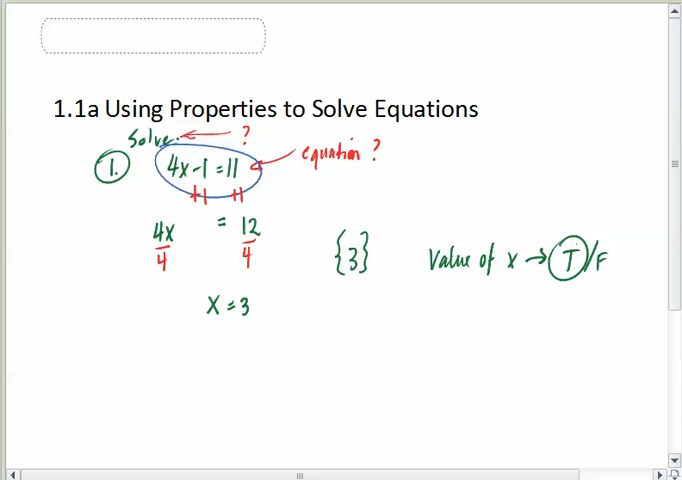 1.1a Using Properties to Solve Equations
Solve. ?
1. 4x-1=11 equation ?
+1 +1
4x = 12
4 4
{3} Value of x → T/F
x=3